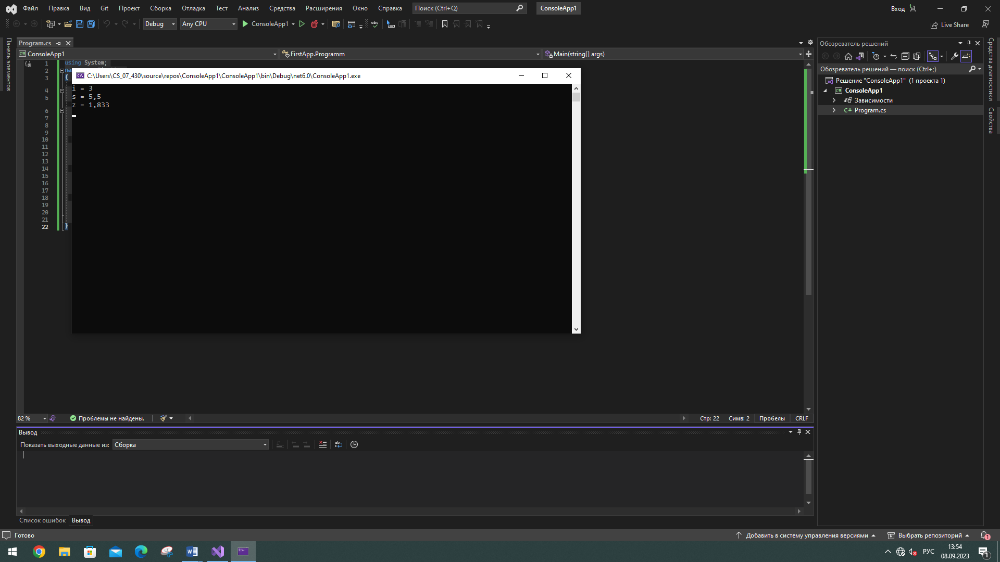 Файл Правка Вид Git Проект Сборка Отладка Тест Анализ Средства Расширения Окно Справка Поиск (Ctrl+Q) ConsoleApp1 Вход
Debug Any CPU ConsoleApp1 Live Share
Панель элементов
Program.cs
ConsoleApp1 FirstApp.Programm Main(string[] args)
1 using System;
2
3 {
4
5
6
7
8
9
10
11
12
13
14
15
16
17
18
19
20
21
22 }
C:\Users\CS_07_430\source\repos\ConsoleApp1\ConsoleApp1\bin\Debug\net6.0\ConsoleApp1.exe
i = 3
s = 5,5
z = 1,833
82 % Проблемы не найдены. Стр: 22 Симв: 2 Пробелы CRLF
Вывод
Показать выходные данные из: Сборка
Список ошибок Вывод
Обозреватель решений
Обозреватель решений — поиск (Ctrl+;)
Решение "ConsoleApp1" (1 проекта 1)
ConsoleApp1
Зависимости
C# Program.cs
Средства диагностики
Свойства
Готово Добавить в систему управления версиями Выбрать репозиторий 1
РУС 13:54
08.09.2023
1